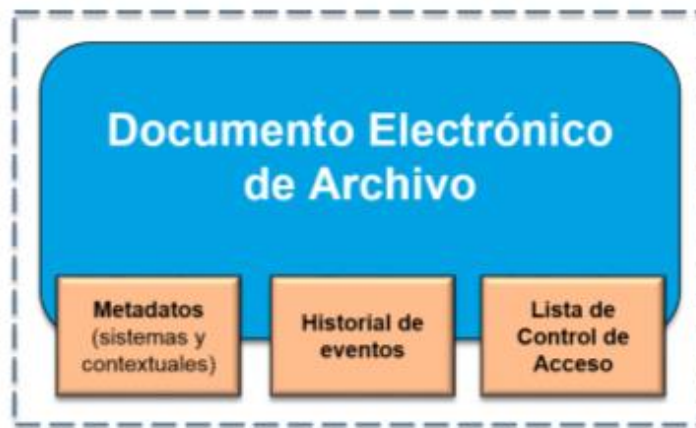 Documento Electrónico
de Archivo
Metadatos
(sistemas y
contextuales)
Historial de
eventos
Lista de
Control de
Acceso